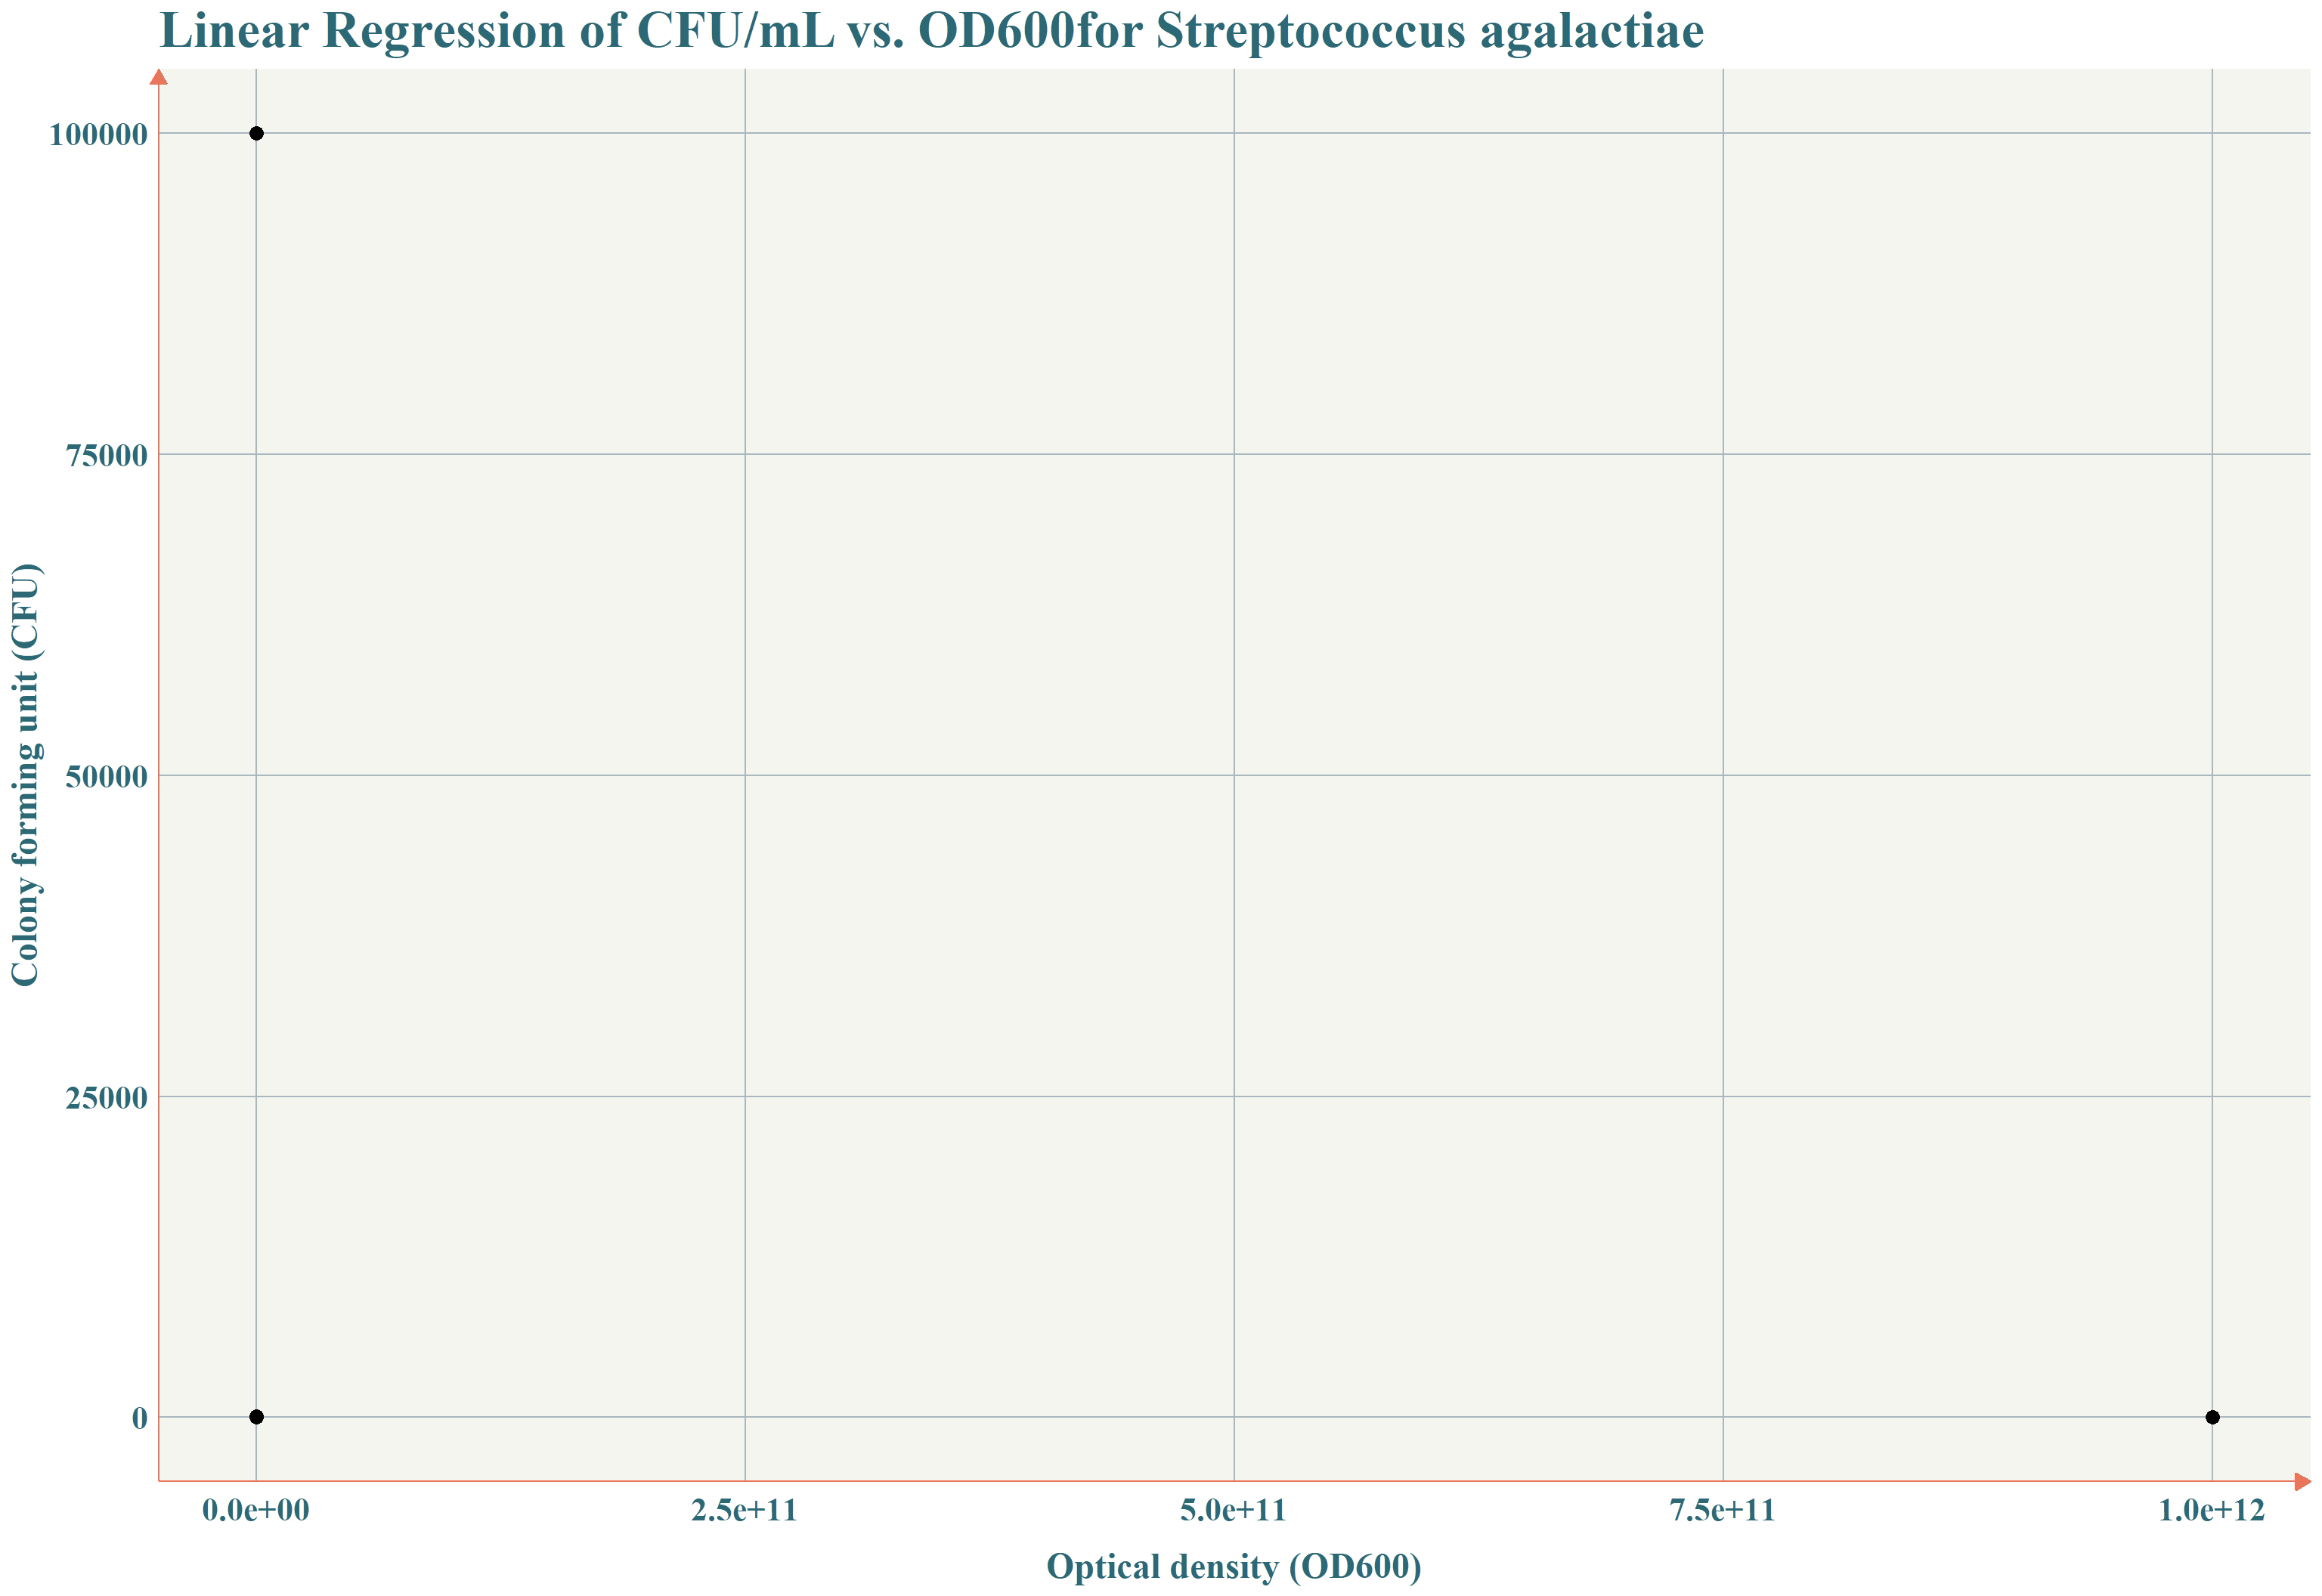 Linear Regression of CFU/mL vs. OD600for Streptococcus agalactiae
Colony forming unit (CFU)
100000
75000
50000
25000
0
0.0e+00
2.5e+11
5.0e+11
7.5e+11
1.0e+12
Optical density (OD600)